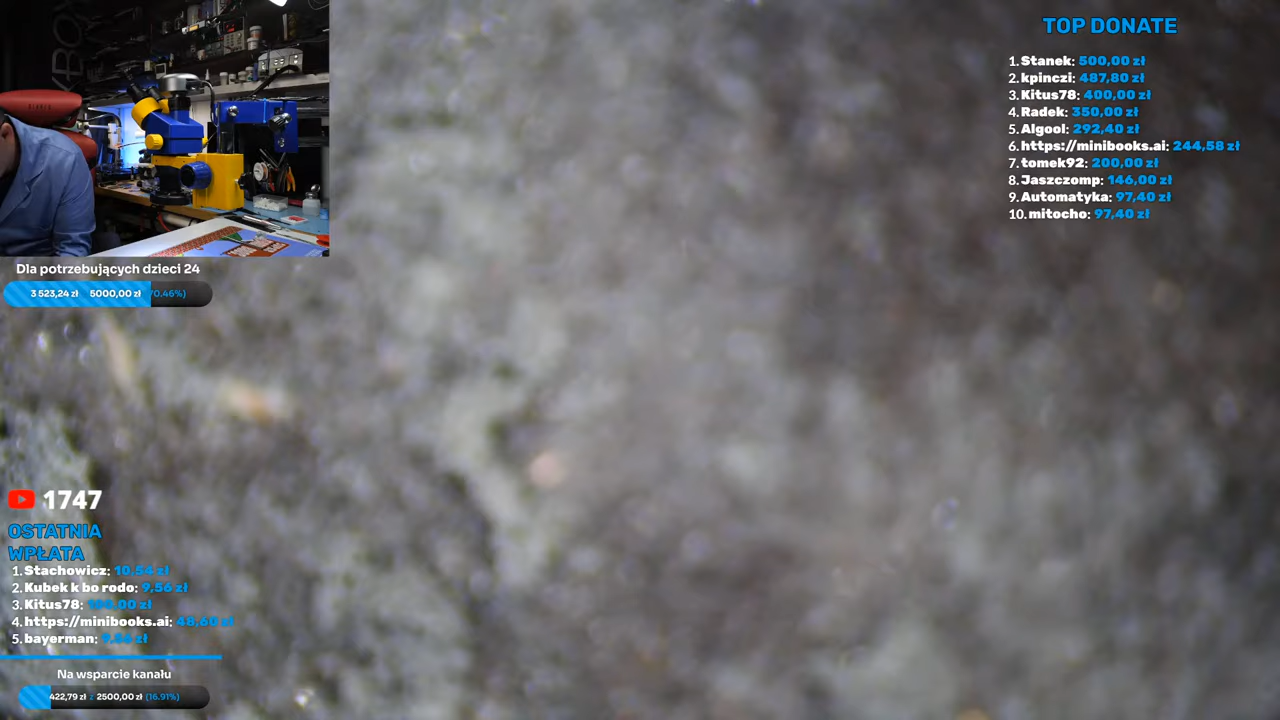 TOP DONATE
1. Stanek: 500,00 zł
2. kpinczi: 487,80 zł
3. Kitus78: 400,00 zł
4. Radek: 350,00 zł
5. Algool: 292,40 zł
6. https://minibooks.ai: 244,58 zł
7. tomek92: 200,00 zł
8. Jaszczomp: 146,00 zł
9. Automatyka: 97,40 zł
10. mitocho: 97,40 zł
Dla potrzebujących dzieci 24
3 523,24 zł 5000,00 zł 0.46%)
1747
OSTATNIA
WPŁATA
1. Stachowicz: 10,54 zł
2. Kubek k bo rodo: 9,56 zł
3. Kitus78: 100,00 zł
4. https://minibooks.ai: 48,60 zł
5. bayerman: zł
Na wsparcie kanału
422,79 zł z 2500,00 zł (16.91%)